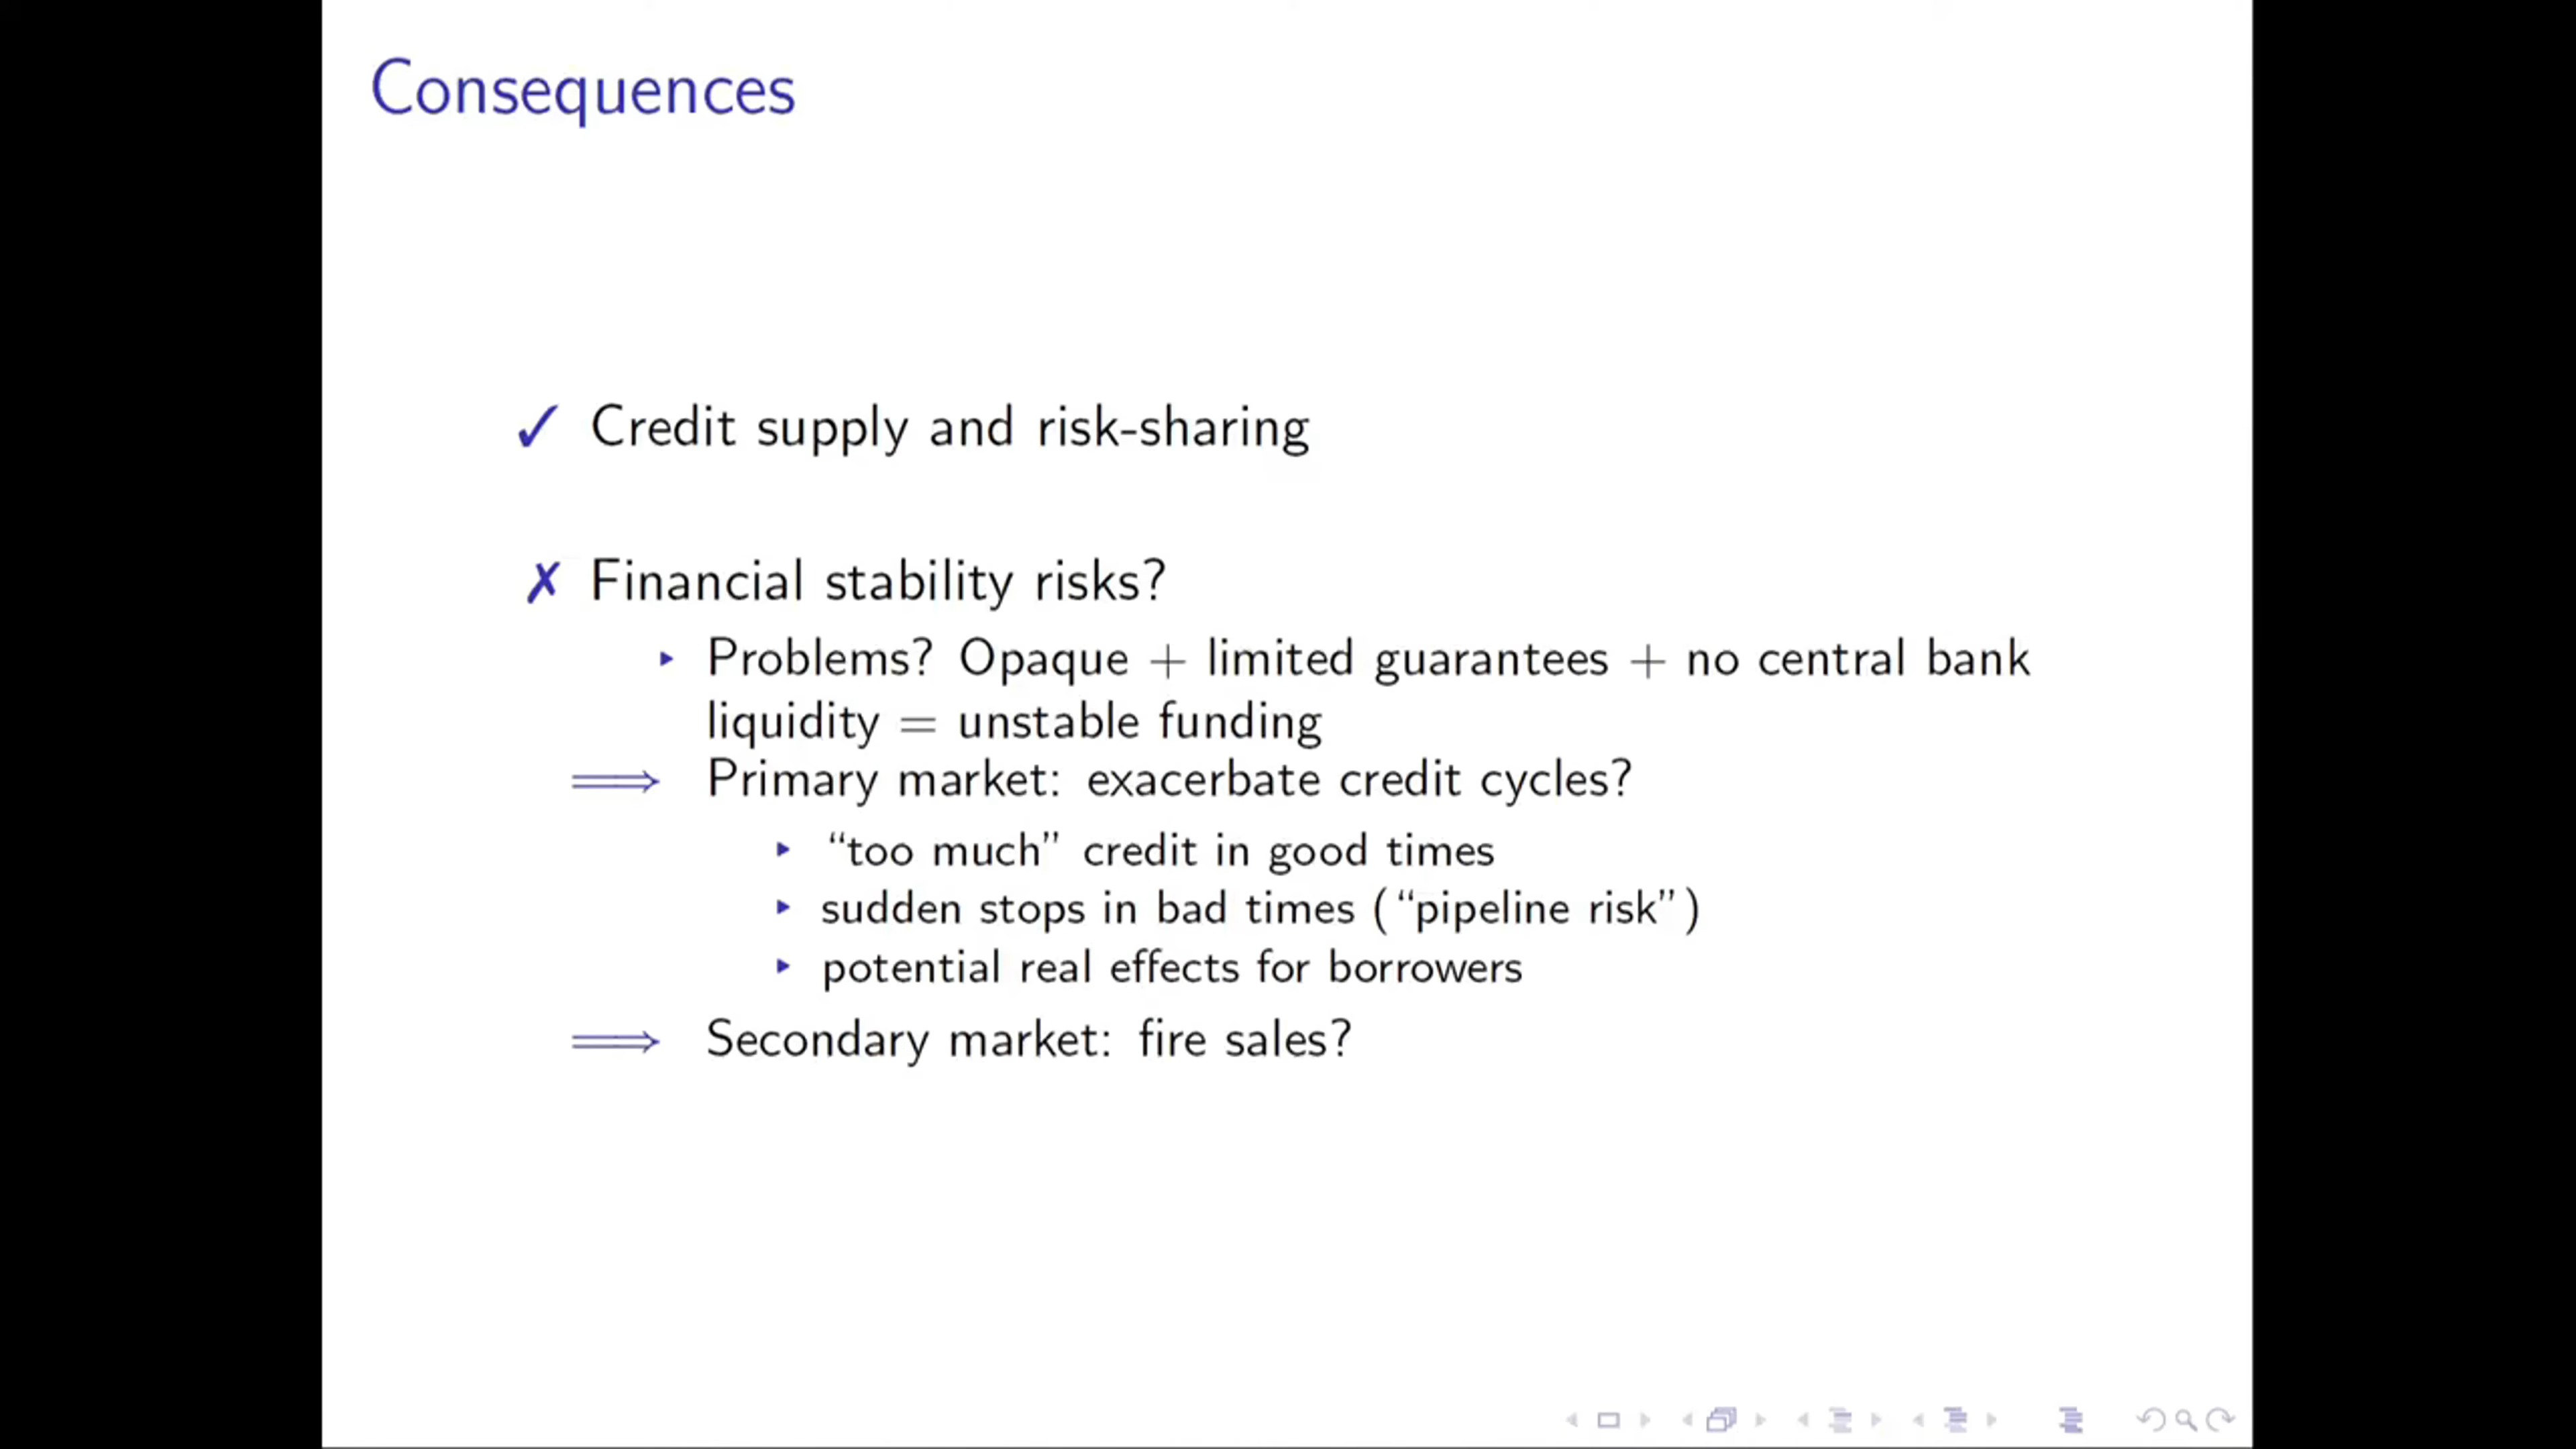 Consequences
✓ Credit supply and risk-sharing
✗ Financial stability risks?
▸ Problems? Opaque + limited guarantees + no central bank
liquidity = unstable funding
⟹ Primary market: exacerbate credit cycles?
▸ “too much” credit in good times
▸ sudden stops in bad times (“pipeline risk”)
▸ potential real effects for borrowers
⟹ Secondary market: fire sales?